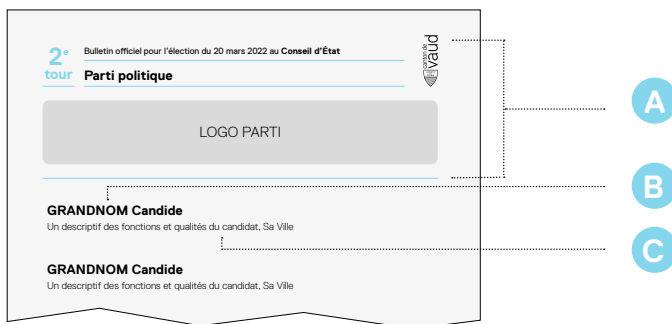 2e
tour
Bulletin officiel pour l'élection du 20 mars 2022 au Conseil d'État
Parti politique
canton de
vaud
LOGO PARTI
A
GRANDNOM Candide
Un descriptif des fonctions et qualités du candidat, Sa Ville
B
C
GRANDNOM Candide
Un descriptif des fonctions et qualités du candidat, Sa Ville